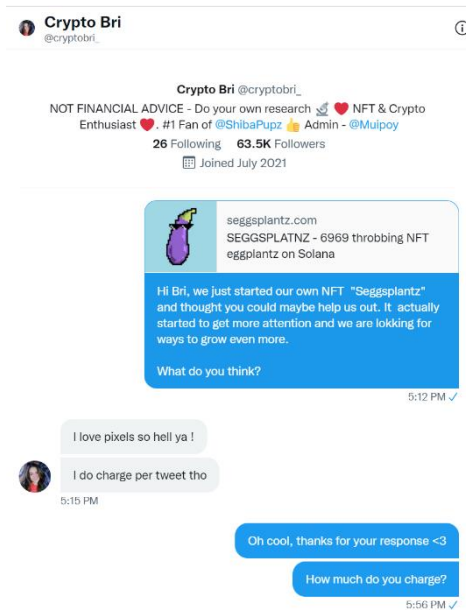 Crypto Bri
@cryptobri_
Crypto Bri @cryptobri_
NOT FINANCIAL ADVICE - Do your own research 🔬 ❤️ NFT & Crypto
Enthusiast ❤️. #1 Fan of @ShibaPupz 👍 Admin - @Muipoy
26 Following 63.5K Followers
Joined July 2021
seggsplantz.com
SEGGSPLATNZ - 6969 throbbing NFT
eggplantz on Solana
Hi Bri, we just started our own NFT "Seggsplantz"
and thought you could maybe help us out. It actually
started to get more attention and we are lokking for
ways to grow even more.
What do you think?
5:12 PM ✓
I love pixels so hell ya !
I do charge per tweet tho
5:15 PM
Oh cool, thanks for your response <3
How much do you charge?
5:56 PM ✓